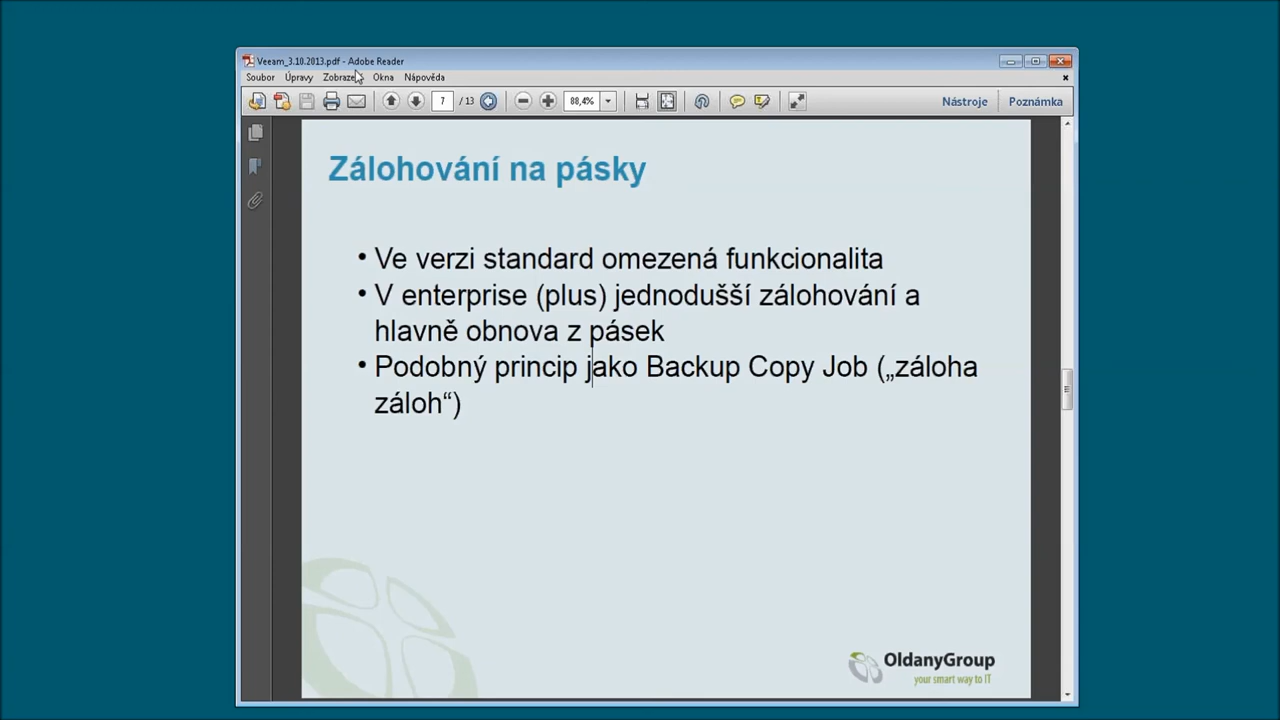 Veeam_3.10.2013.pdf - Adobe Reader
Soubor Úpravy Zobraze Okna Nápověda
7 / 13 88,4% Nástroje Poznámka
Zálohování na pásky
• Ve verzi standard omezená funkcionalita
• V enterprise (plus) jednodušší zálohování a
hlavně obnova z pásek
• Podobný princip jako Backup Copy Job („záloha
záloh“)
OldanyGroup
your smart way to IT